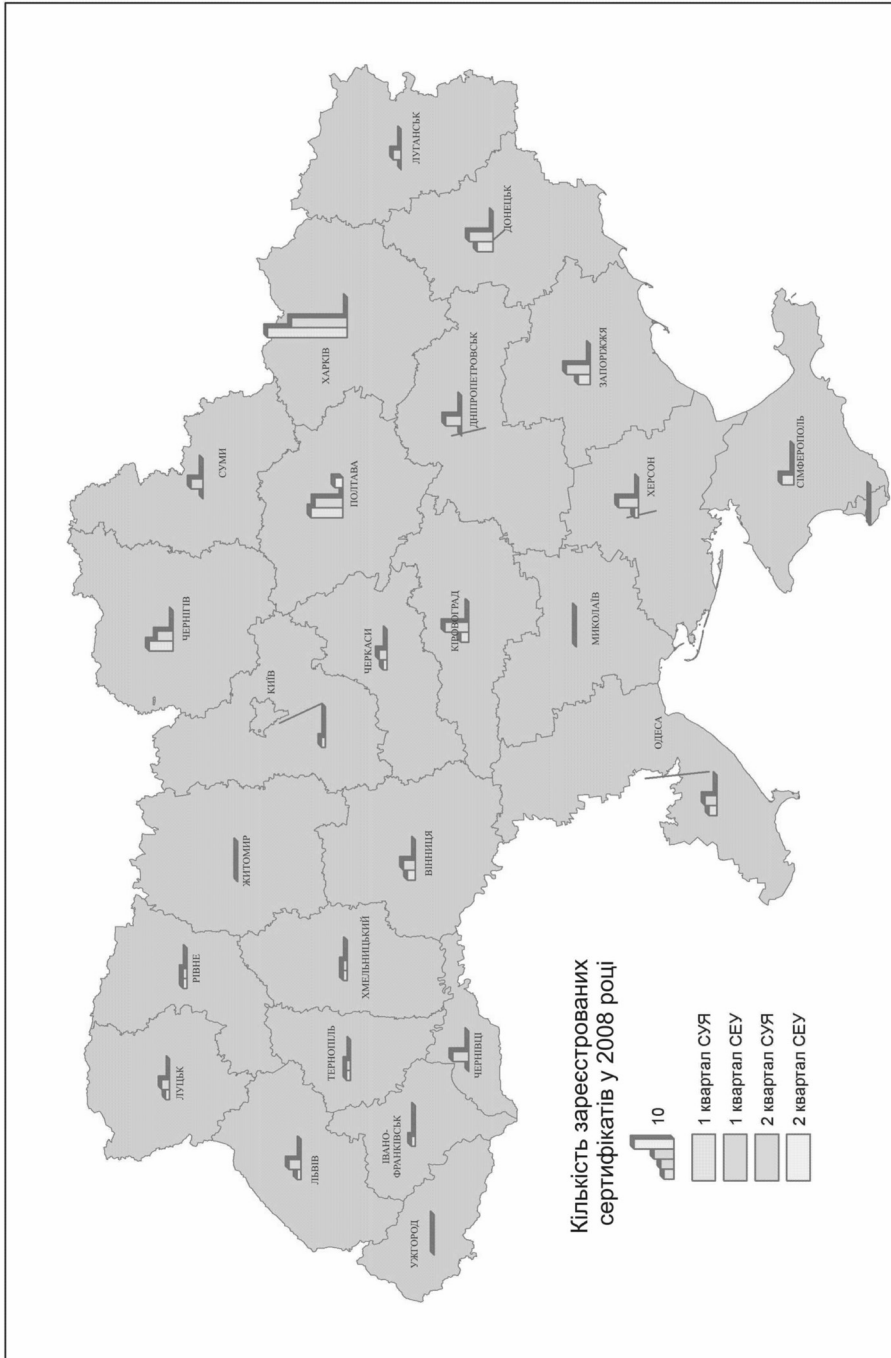 ЛУЦЬК
РІВНЕ
ЖИТОМИР
КИЇВ
ЧЕРНІГІВ
СУМИ
ЛЬВІВ
ТЕРНОПІЛЬ
ХМЕЛЬНИЦЬКИЙ
ВІННИЦЯ
ЧЕРКАСИ
ПОЛТАВА
ХАРКІВ
ЛУГАНСЬК
УЖГОРОД
ІВАНО-
ФРАНКІВСЬК
ЧЕРНІВЦІ
КІРОВОГРАД
ДНІПРОПЕТРОВСЬК
ДОНЕЦЬК
ОДЕСА
МИКОЛАЇВ
ХЕРСОН
ЗАПОРІЖЖЯ
СІМФЕРОПОЛЬ
Кількість зареєстрованих
сертифікатів у 2008 році
10
1 квартал СУЯ
1 квартал СЕУ
2 квартал СУЯ
2 квартал СЕУ